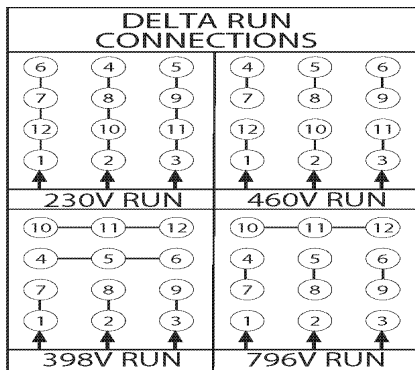 DELTA RUN
CONNECTIONS
6 4 5
7 8 9
12 10 11
1 2 3
230V RUN
4 5 6
7 8 9
12 10 11
1 2 3
460V RUN
10 11 12
4 5 6
7 8 9
1 2 3
398V RUN
10 11 12
4 5 6
7 8 9
1 2 3
796V RUN